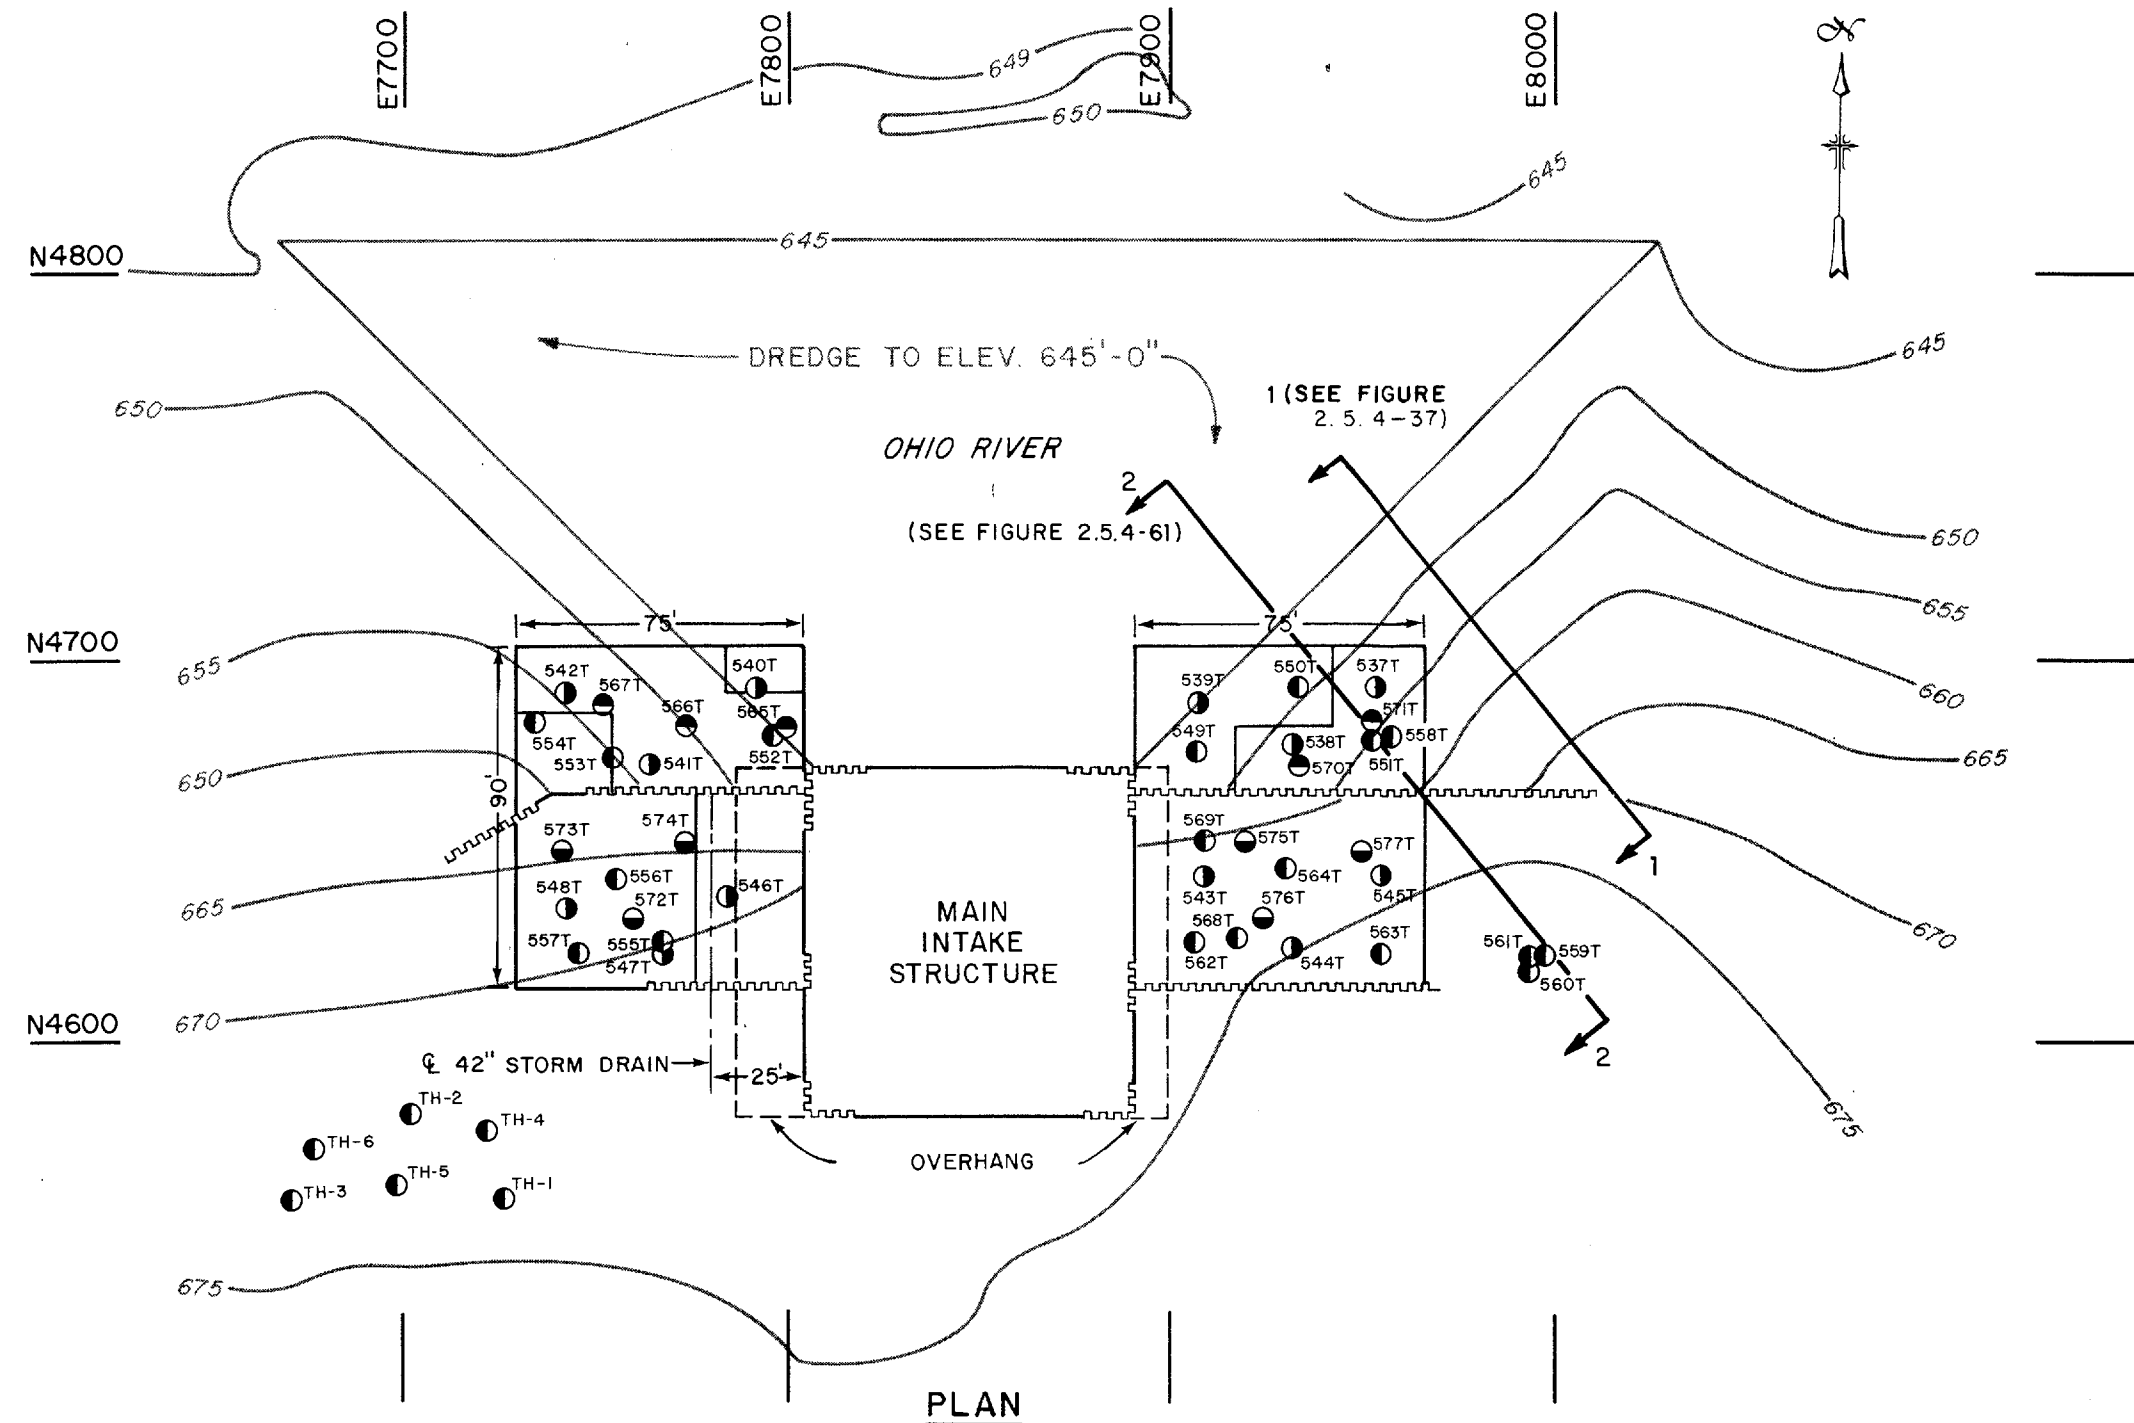 E7700
E7800
E7900
E8000
N
649
650
645
N4800
645
645
DREDGE TO ELEV. 645'-0"
650
1 (SEE FIGURE
2.5.4-37)
OHIO RIVER
2
(SEE FIGURE 2.5.4-61)
650
655
75'
75'
N4700
655
660
540T
542T
567T
550T
537T
539T
566T
565T
571T
554T
549T
538T
558T
553T
541T
552T
570T
551T
665
650
90'
573T
574T
569T
575T
577T
556T
546T
564T
548T
572T
543T
576T
545T
665
568T
557T
555T
547T
562T
544T
563T
561T
559T
560T
1
670
MAIN
INTAKE
STRUCTURE
670
N4600
℄ 42" STORM DRAIN
25'
2
675
TH-2
TH-4
TH-6
TH-5
TH-3
TH-1
OVERHANG
675
PLAN